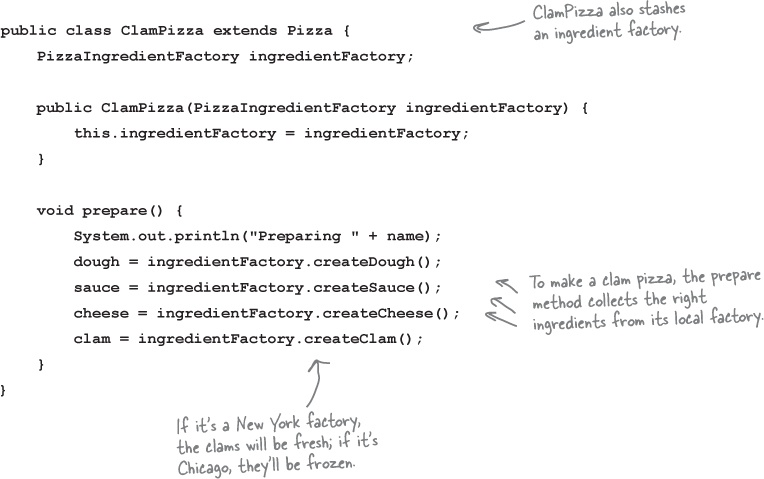 public class ClamPizza extends Pizza {
    PizzaIngredientFactory ingredientFactory;
    public ClamPizza(PizzaIngredientFactory ingredientFactory) {
        this.ingredientFactory = ingredientFactory;
    }
    void prepare() {
        System.out.println("Preparing " + name);
        dough = ingredientFactory.createDough();
        sauce = ingredientFactory.createSauce();
        cheese = ingredientFactory.createCheese();
        clam = ingredientFactory.createClam();
    }
}
ClamPizza also stashes
an ingredient factory.
To make a clam pizza, the prepare
method collects the right
ingredients from its local factory.
If it's a New York factory,
the clams will be fresh; if it's
Chicago, they'll be frozen.